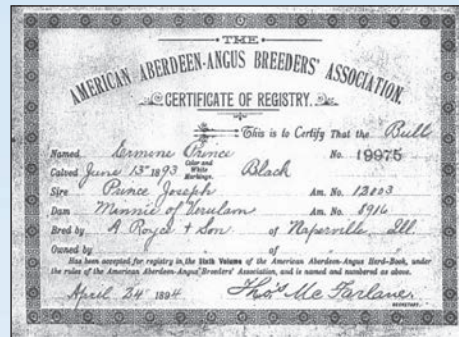 THE
AMERICAN ABERDEEN-ANGUS BREEDERS' ASSOCIATION.
CERTIFICATE OF REGISTRY.
This is to Certify That the Bull
Named Ermine Prince No. 19975
Calved June 13th 1893 Color and White Markings. Black
Sire Prince Joseph Am. No. 12003
Dam Minnie of Verulam Am. No. 8916
Bred by A Royce + Son of Naperville, Ill.
Owned by " of " "
Has been accepted for registry in the Sixth Volume of the American Aberdeen-Angus Herd-Book, under
the rules of the American Aberdeen-Angus Breeders' Association, and is named and numbered as above.
April 24 1894 Thos. McFarlane,
SECRETARY.